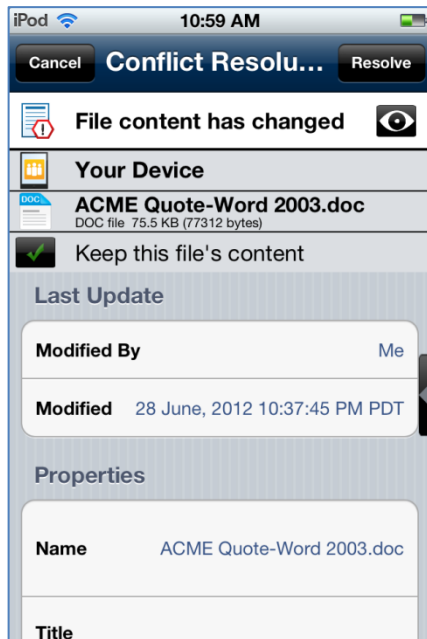 iPod 10:59 AM
Cancel Conflict Resolu... Resolve
File content has changed
Your Device
DOC ACME Quote-Word 2003.doc
DOC file 75.5 KB (77312 bytes)
Keep this file's content
Last Update
Modified By Me
Modified 28 June, 2012 10:37:45 PM PDT
Properties
Name ACME Quote-Word 2003.doc
Title